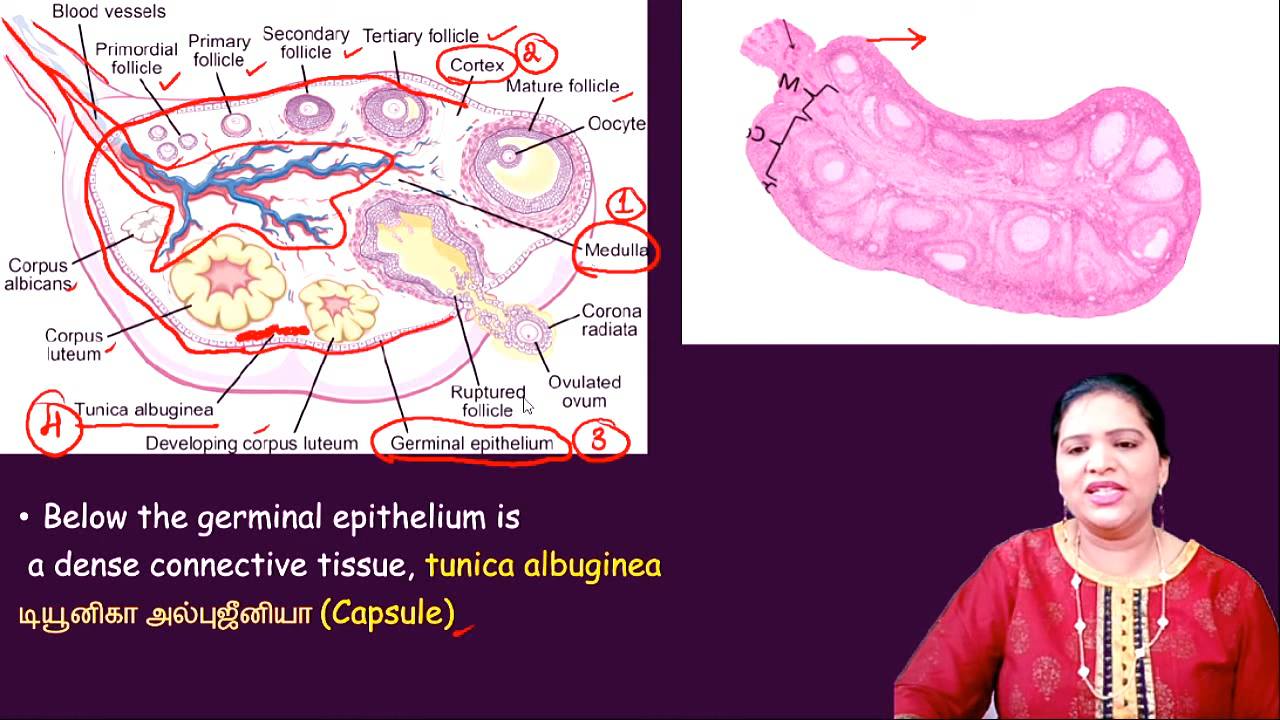 Blood vessels
Primordial
follicle
Primary
follicle
Secondary
follicle
Tertiary follicle
Cortex
2
Mature follicle
Oocyte
1
Medulla
Corpus
albicans
Corona
radiata
Corpus
luteum
Ovulated
ovum
Ruptured
follicle
4
Tunica albuginea
Developing corpus luteum
Germinal epithelium
3
M
• Below the germinal epithelium is
a dense connective tissue, tunica albuginea
டியூனிகா அல்புஜீனியா (Capsule)